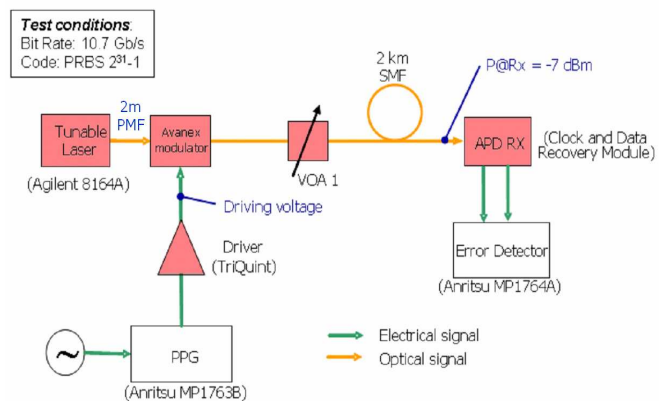 Test conditions:
Bit Rate: 10.7 Gb/s
Code: PRBS 2³¹-1
2 km
SMF
P@Rx = -7 dBm
2m
PMF
Tunable
Laser
Avanex
modulator
APD RX
(Clock and Data
Recovery Module)
VOA 1
(Agilent 8164A)
Driving voltage
Driver
(TriQuint)
Error Detector
(Anritsu MP1764A)
~
PPG
Electrical signal
Optical signal
(Anritsu MP1763B)